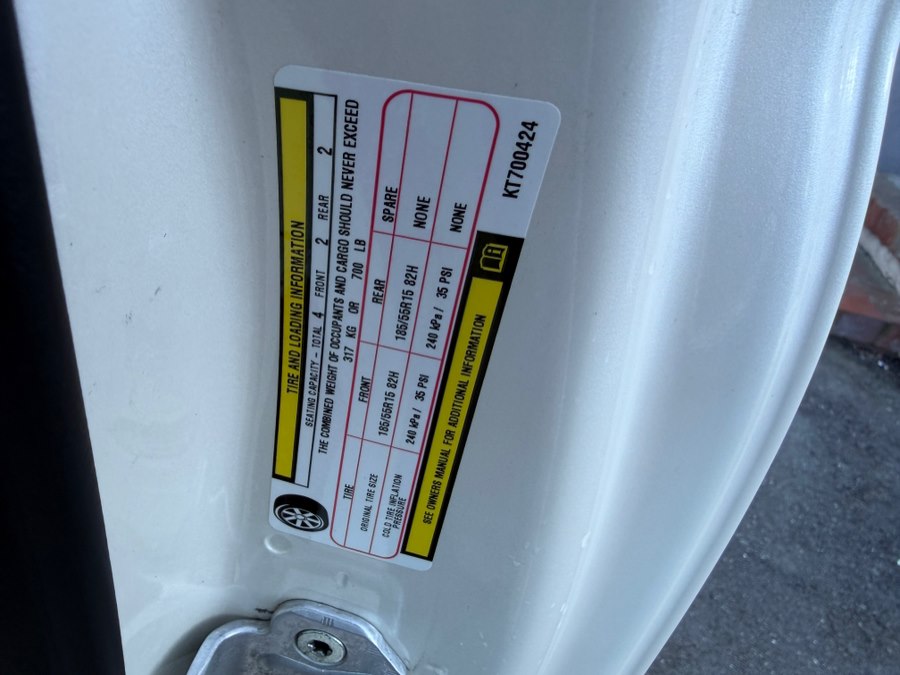 TIRE AND LOADING INFORMATION
SEATING CAPACITY - TOTAL 4 FRONT 2 REAR 2
THE COMBINED WEIGHT OF OCCUPANTS AND CARGO SHOULD NEVER EXCEED
317 KG OR 700 LB
TIRE FRONT REAR SPARE
ORIGINAL TIRE SIZE 185/55R15 82H 185/55R15 82H NONE
COLD TIRE INFLATION
PRESSURE 240 kPa / 35 PSI 240 kPa / 35 PSI NONE
SEE OWNERS MANUAL FOR ADDITIONAL INFORMATION
KT700424